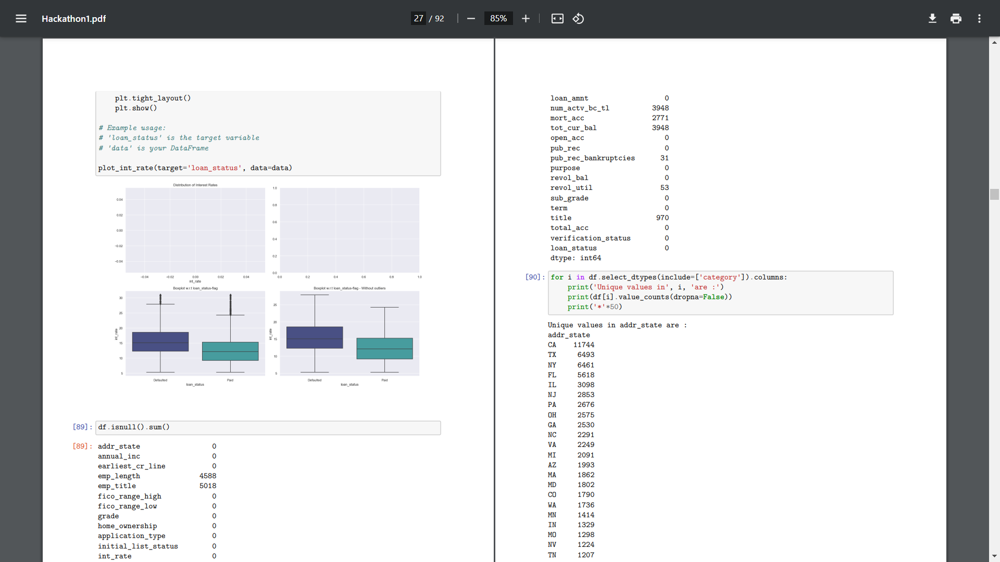 Hackathon1.pdf
27 / 92
85%
plt.tight_layout()
plt.show()
# Example usage:
# 'loan_status' is the target variable
# 'data' is your DataFrame
plot_int_rate(target='loan_status', data=data)
Distribution of Interest Rates
0.04
0.02
0.00
−0.02
−0.04
−0.04 −0.02 0.00 0.02 0.04
int_rate
1.0
0.8
0.6
0.4
0.2
0.0
0.0 0.2 0.4 0.6 0.8 1.0
Boxplot w.r.t loan_status-flag
30
25
20
15
10
5
int_rate
Defaulted Paid
loan_status
Boxplot w.r.t loan_status-flag - Without outliers
25
20
15
10
5
int_rate
Defaulted Paid
loan_status
[89]: df.isnull().sum()
[89]: addr_state 0
annual_inc 0
earliest_cr_line 0
emp_length 4588
emp_title 5018
fico_range_high 0
fico_range_low 0
grade 0
home_ownership 0
application_type 0
initial_list_status 0
int_rate 0
loan_amnt 0
num_actv_bc_tl 3948
mort_acc 2771
tot_cur_bal 3948
open_acc 0
pub_rec 0
pub_rec_bankruptcies 31
purpose 0
revol_bal 0
revol_util 53
sub_grade 0
term 0
title 970
total_acc 0
verification_status 0
loan_status 0
dtype: int64
[90]: for i in df.select_dtypes(include=['category']).columns:
print('Unique values in', i, 'are :')
print(df[i].value_counts(dropna=False))
print('*'*50)
Unique values in addr_state are :
addr_state
CA 11744
TX 6493
NY 6461
FL 5618
IL 3098
NJ 2853
PA 2676
OH 2575
GA 2530
NC 2291
VA 2249
MI 2091
AZ 1993
MA 1862
MD 1802
CO 1790
WA 1736
MN 1414
IN 1329
MO 1298
NV 1224
TN 1207